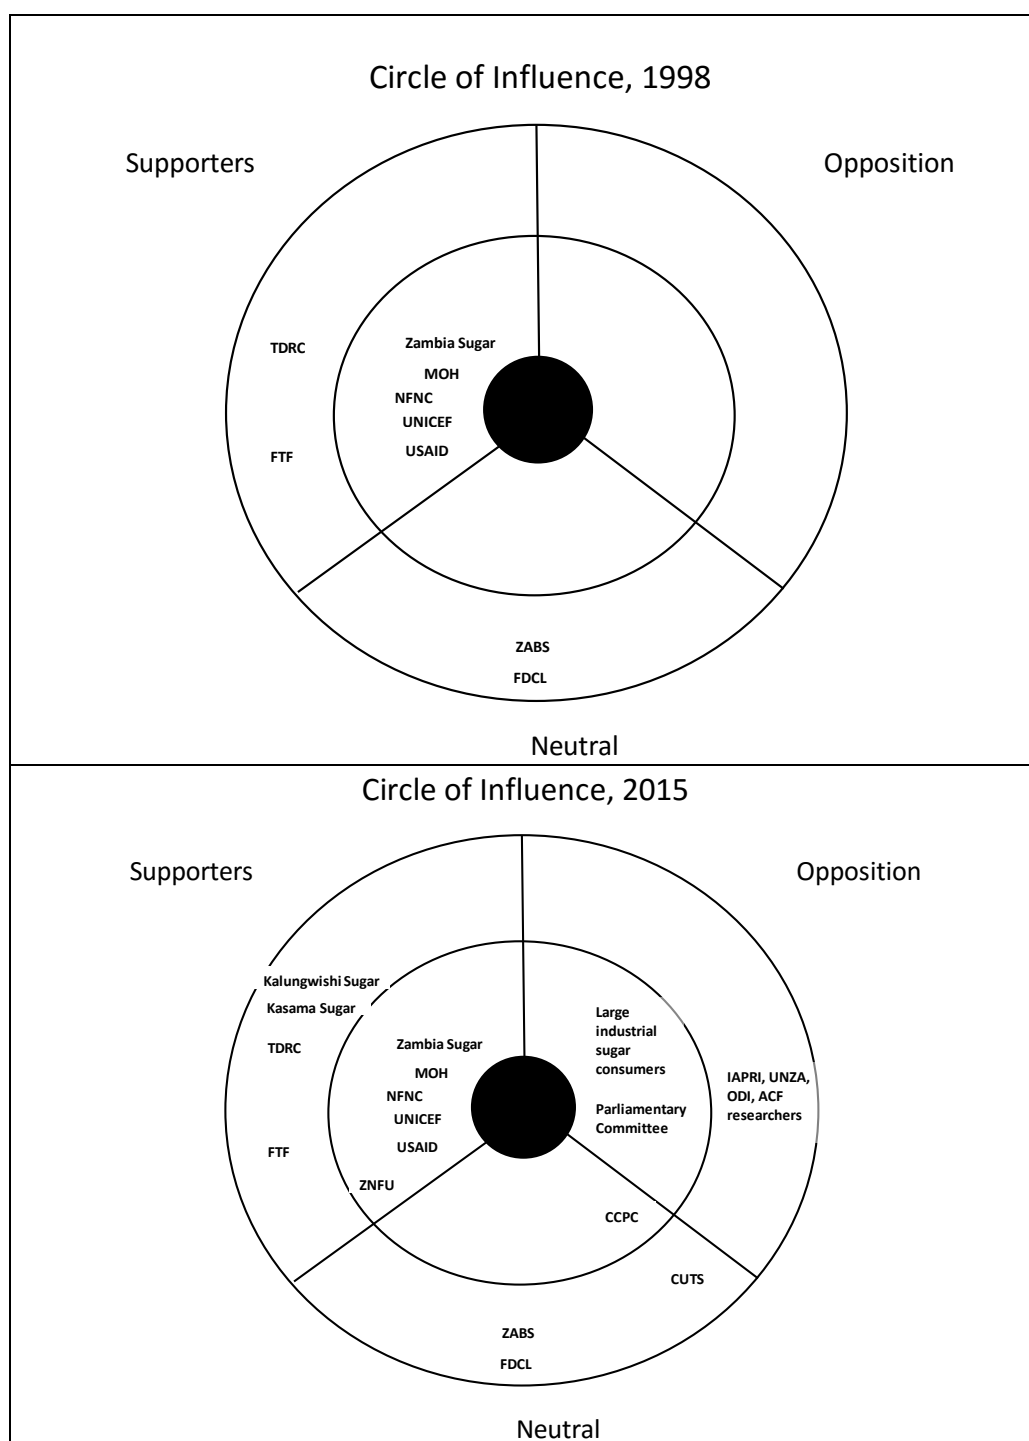 Circle of Influence, 1998
Supporters
Opposition
TDRC
Zambia Sugar
MOH
NFNC
UNICEF
FTF
USAID
ZABS
FDCL
Neutral
Circle of Influence, 2015
Supporters
Opposition
Kalungwishi Sugar
Kasama Sugar
TDRC
Zambia Sugar
MOH
NFNC
UNICEF
USAID
FTF
ZNFU
Large
industrial
sugar
consumers
Parliamentary
Committee
IAPRI, UNZA,
ODI, ACF
researchers
CCPC
CUTS
ZABS
FDCL
Neutral